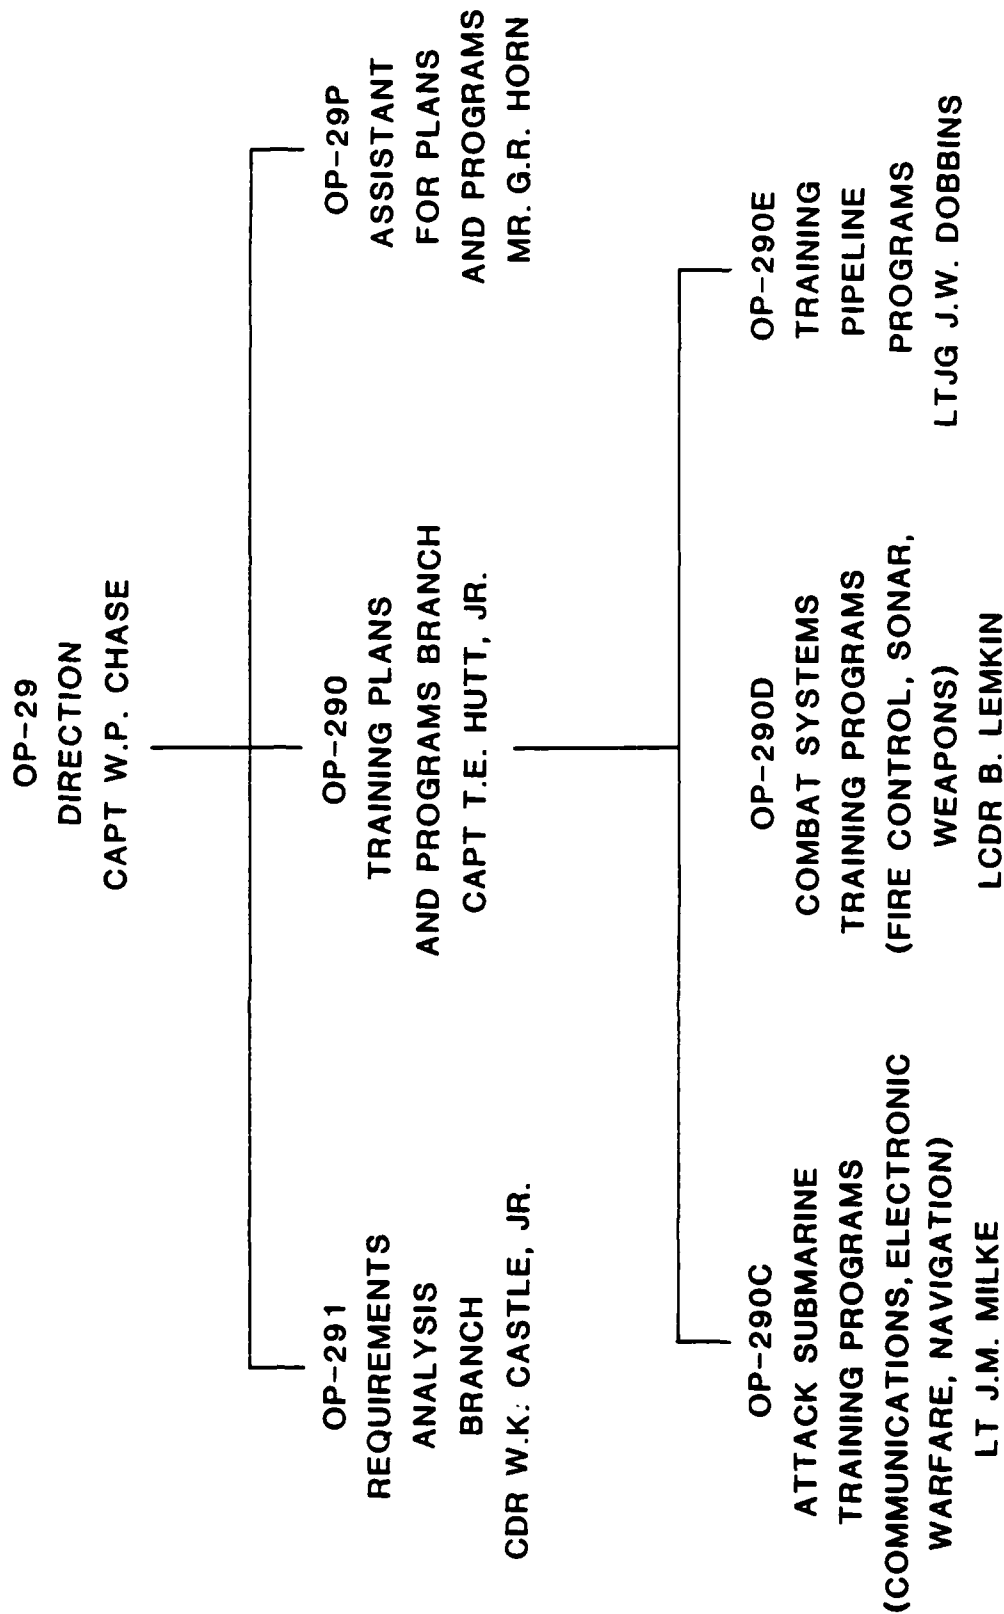 OP-29
DIRECTION
CAPT W.P. CHASE
OP-291
REQUIREMENTS
ANALYSIS
BRANCH
CDR W.K. CASTLE, JR.
OP-290
TRAINING PLANS
AND PROGRAMS BRANCH
CAPT T.E. HUTT, JR.
OP-29P
ASSISTANT
FOR PLANS
AND PROGRAMS
MR. G.R. HORN
OP-290C
ATTACK SUBMARINE
TRAINING PROGRAMS
(COMMUNICATIONS, ELECTRONIC
WARFARE, NAVIGATION)
LT J.M. MILKE
OP-290D
COMBAT SYSTEMS
TRAINING PROGRAMS
(FIRE CONTROL, SONAR,
WEAPONS)
LCDR B. LEMKIN
OP-290E
TRAINING
PIPELINE
PROGRAMS
LTJG J.W. DOBBINS